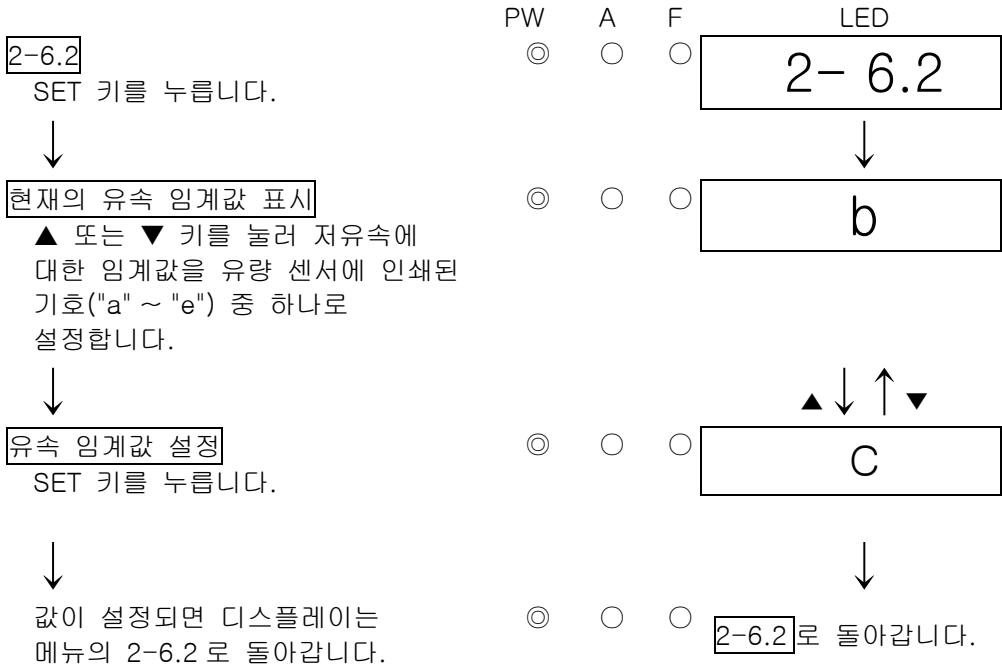 PW A F LED
2-6.2 ◎ ○ ○ 2- 6.2
SET 키를 누릅니다.
↓ ↓
현재의 유속 임계값 표시 ◎ ○ ○ b
▲ 또는 ▼ 키를 눌러 저유속에
대한 임계값을 유량 센서에 인쇄된
기호("a" ~ "e") 중 하나로
설정합니다.
↓ ▲↓ ↑▼
유속 임계값 설정 ◎ ○ ○ C
SET 키를 누릅니다.
↓ ↓
값이 설정되면 디스플레이는 ◎ ○ ○ 2-6.2로 돌아갑니다.
메뉴의 2-6.2 로 돌아갑니다.